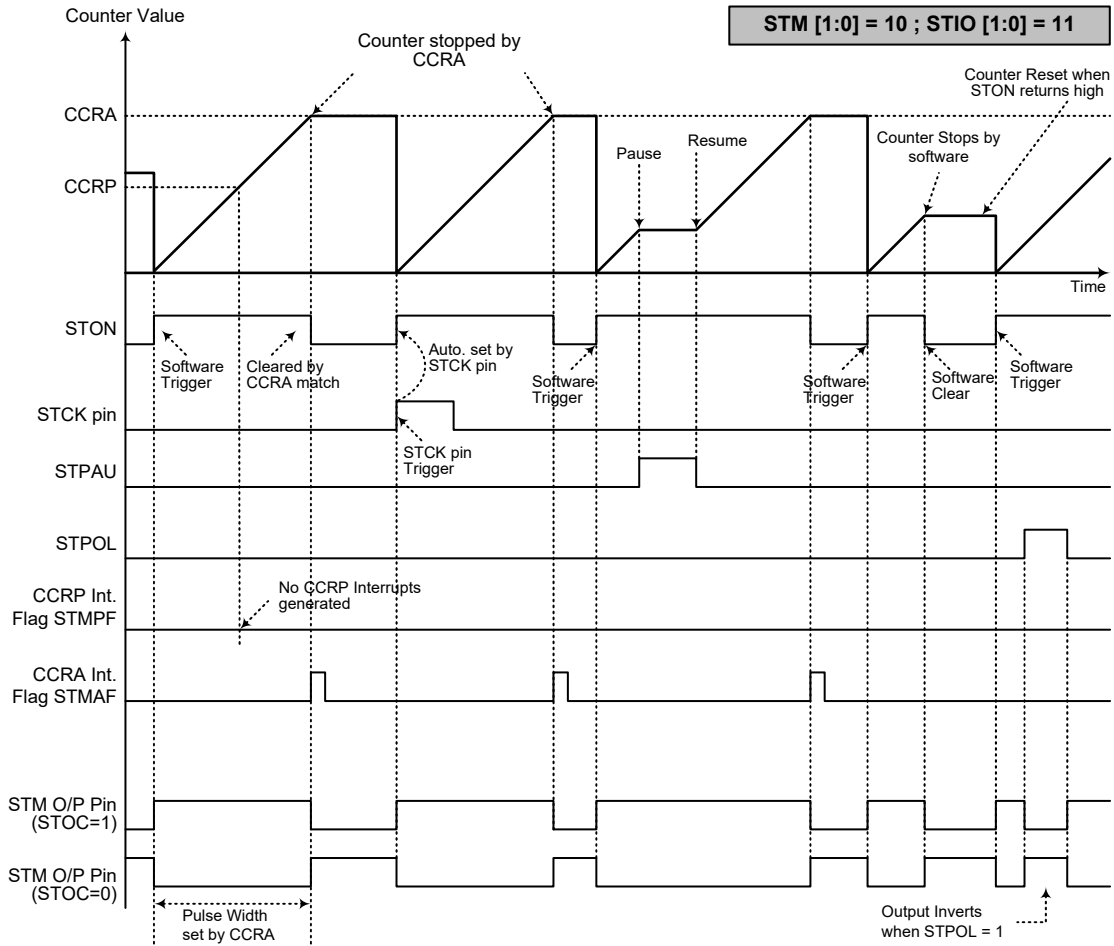 Counter Value
STM [1:0] = 10 ; STIO [1:0] = 11
Counter stopped by
CCRA
Counter Reset when
STON returns high
CCRA
Pause
Resume
Counter Stops by
software
CCRP
Time
STON
Software
Trigger
Cleared by
CCRA match
Auto. set by
STCK pin
Software
Trigger
Software
Trigger
Software
Clear
Software
Trigger
STCK pin
STCK pin
Trigger
STPAU
STPOL
CCRP Int.
Flag STMPF
No CCRP Interrupts
generated
CCRA Int.
Flag STMAF
STM O/P Pin
(STOC=1)
STM O/P Pin
(STOC=0)
Pulse Width
set by CCRA
Output Inverts
when STPOL = 1